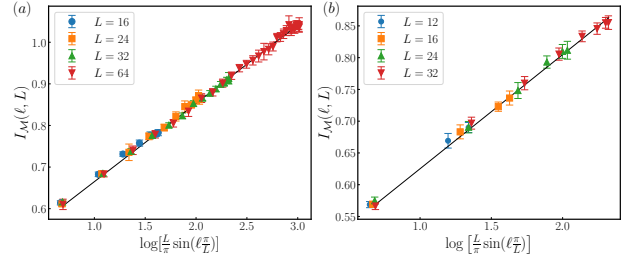 (a)
L = 16
L = 24
L = 32
L = 64
1.0
0.9
0.8
0.7
0.6
I_M(ℓ, L)
1.0 1.5 2.0 2.5 3.0
log[L/π sin(ℓ π/L)]
(b)
L = 12
L = 16
L = 24
L = 32
0.85
0.80
0.75
0.70
0.65
0.60
0.55
I_M(ℓ, L)
1.0 1.5 2.0
log [L/π sin(ℓ π/L)]